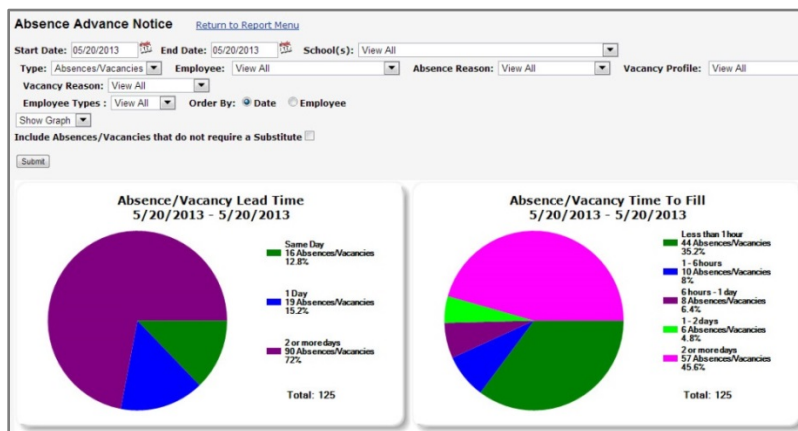 Absence Advance Notice Return to Report Menu
Start Date: 05/20/2013 End Date: 05/20/2013 School(s): View All
Type: Absences/Vacancies Employee: View All Absence Reason: View All Vacancy Profile: View All
Vacancy Reason: View All
Employee Types : View All Order By: Date Employee
Show Graph
Include Absences/Vacancies that do not require a Substitute
Submit
Absence/Vacancy Lead Time
5/20/2013 - 5/20/2013
Same Day
16 Absences/Vacancies
12.8%
1 Day
19 Absences/Vacancies
15.2%
2 or more days
90 Absences/Vacancies
72%
Total: 125
Absence/Vacancy Time To Fill
5/20/2013 - 5/20/2013
Less than 1 hour
44 Absences/Vacancies
35.2%
1 - 6 hours
10 Absences/Vacancies
8%
6 hours - 1 day
8 Absences/Vacancies
6.4%
1 - 2 days
6 Absences/Vacancies
4.8%
2 or more days
57 Absences/Vacancies
45.6%
Total: 125